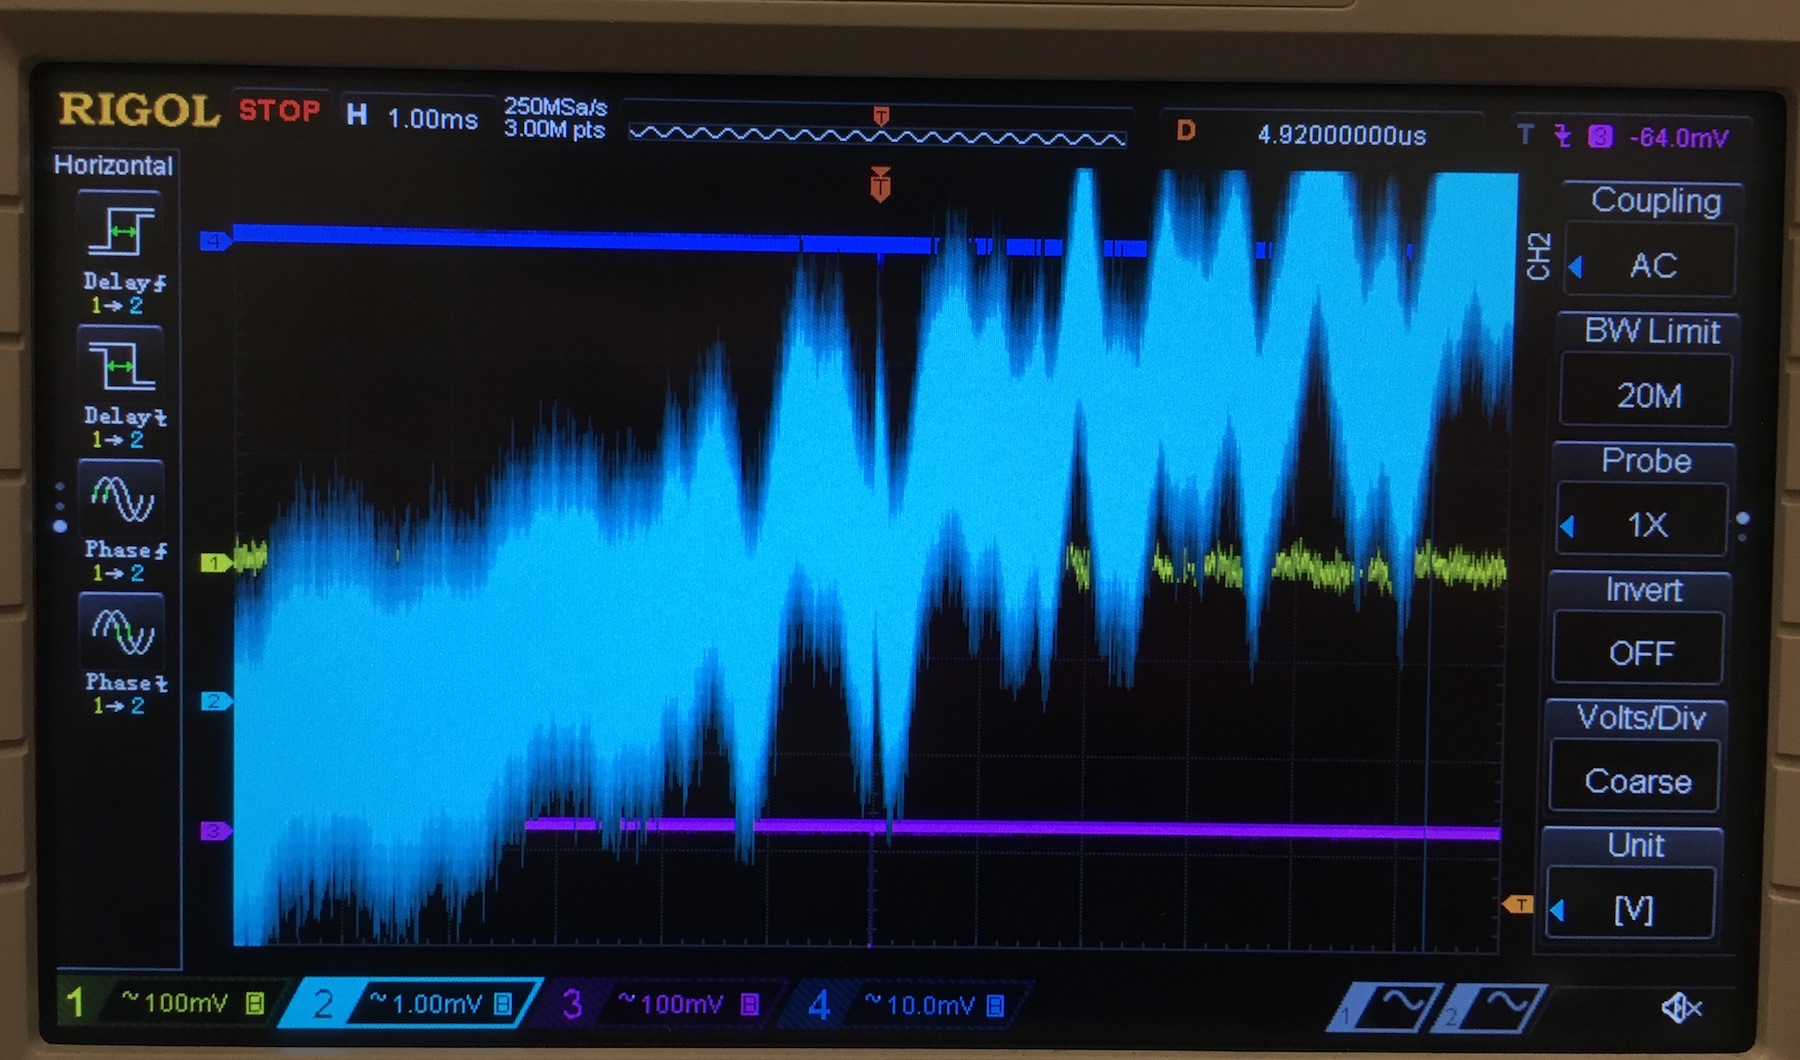 RIGOL STOP H 1.00ms 250MSa/s 3.00M pts T D 4.92000000us T 3 -64.0mV
Horizontal
T
Coupling
AC
CH2
BW Limit
20M
Probe
1X
Invert
OFF
Volts/Div
Coarse
Unit
[V]
Delay
1→2
Delay
1→2
Phase
1→2
Phase
1→2
4
1
2
3
T
1 ~100mV B 2 ~1.00mV B 3 ~100mV B 4 ~10.0mV B 1 2